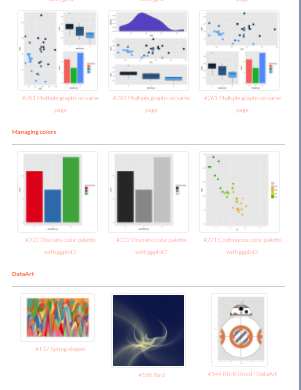 #261 Multiple graphs on same
page
#261 Multiple graphs on same
page
#261 Multiple graphs on same
page
Managing colors
#222 Discrete color palette
with ggplot2
#222 Discrete color palette
with ggplot2
#221 Continuous color palette
with ggplot2
DataArt
#137 Spring shapes
bird
#144 BB-8 Droid | DataArt